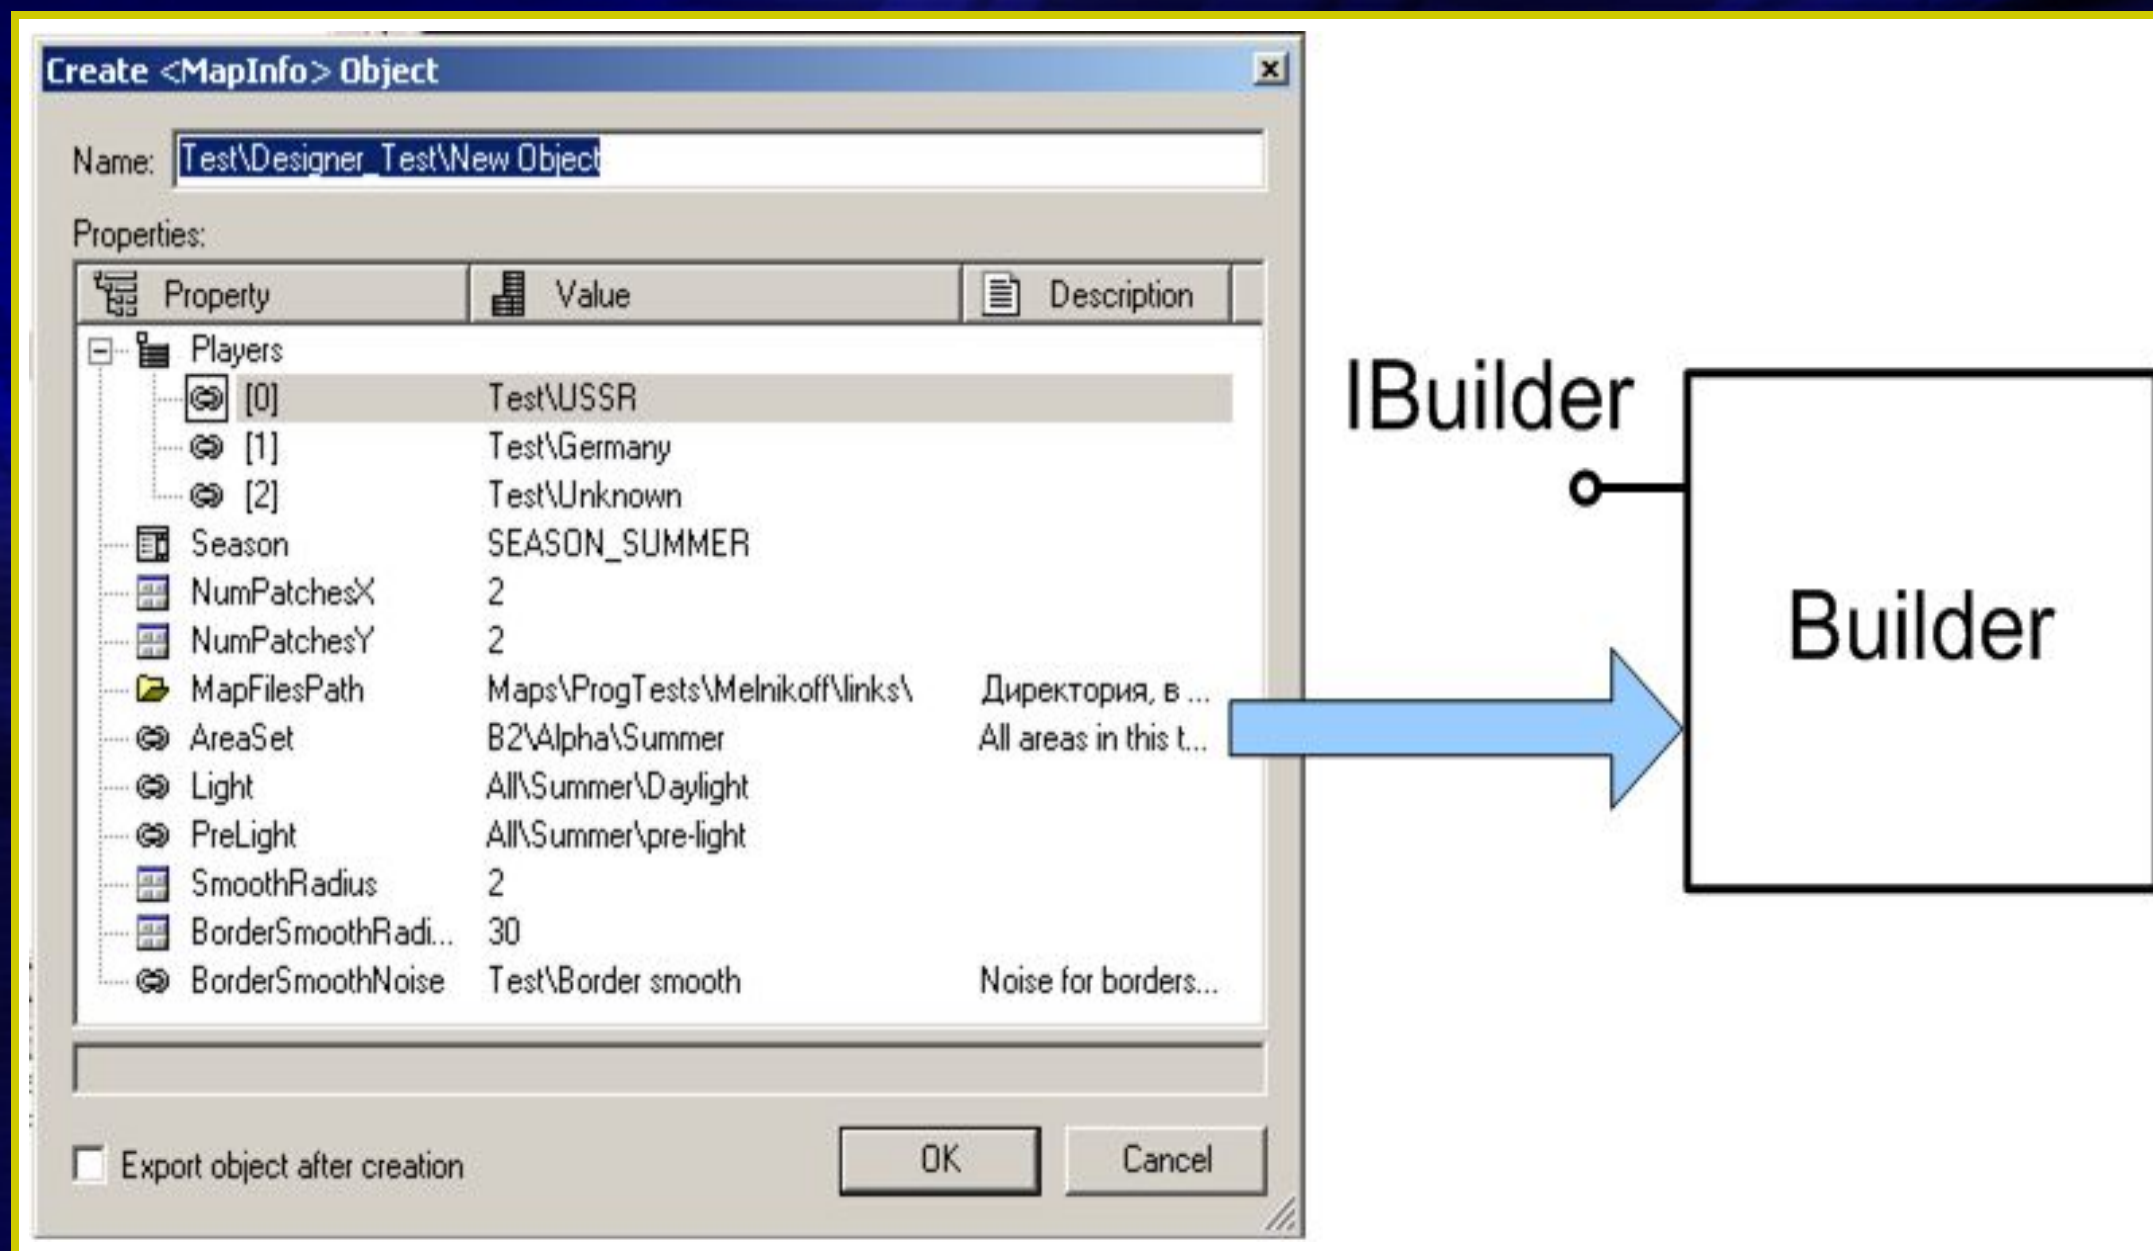 Create <MapInfo> Object
Name: Test\Designer_Test\New Object
Properties:
Property Value Description
Players
[0] Test\USSR
[1] Test\Germany
[2] Test\Unknown
Season SEASON_SUMMER
NumPatchesX 2
NumPatchesY 2
MapFilesPath Maps\ProgTests\Melnikoff\links\ Директория, в ...
AreaSet B2\Alpha\Summer All areas in this t...
Light All\Summer\Daylight
PreLight All\Summer\pre-light
SmoothRadius 2
BorderSmoothRadi... 30
BorderSmoothNoise Test\Border smooth Noise for borders...
Export object after creation
OK Cancel
IBuilder
Builder